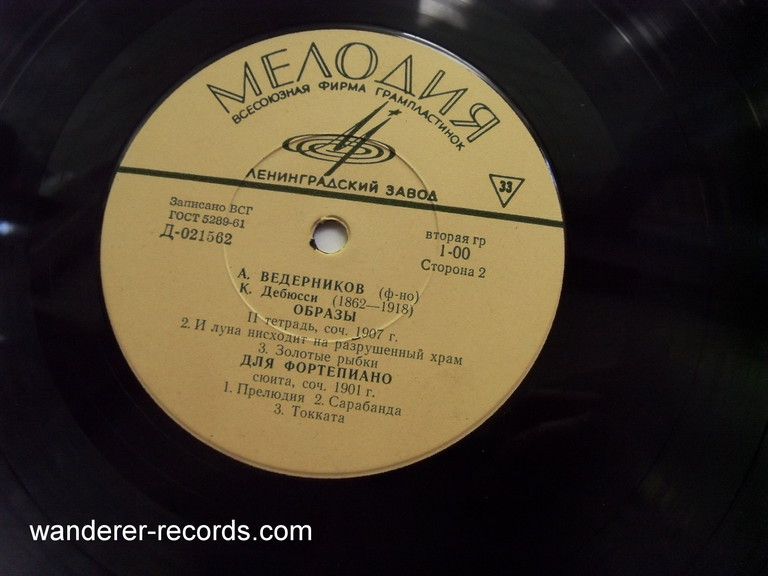 МЕЛОДИЯ
ВСЕСОЮЗНАЯ ФИРМА ГРАМПЛАСТИНОК
ЛЕНИНГРАДСКИЙ ЗАВОД
33
Записано ВСГ
ГОСТ 5289-61
Д-021562
вторая гр
1-00
Сторона 2
А. ВЕДЕРНИКОВ (ф-но)
К. Дебюсси (1862—1918)
ОБРАЗЫ
II тетрадь, соч. 1907 г.
2. И луна нисходит на разрушенный храм
3. Золотые рыбки
ДЛЯ ФОРТЕПИАНО
сюита, соч. 1901 г.
1. Прелюдия 2. Сарабанда
3. Токката
wanderer-records.com